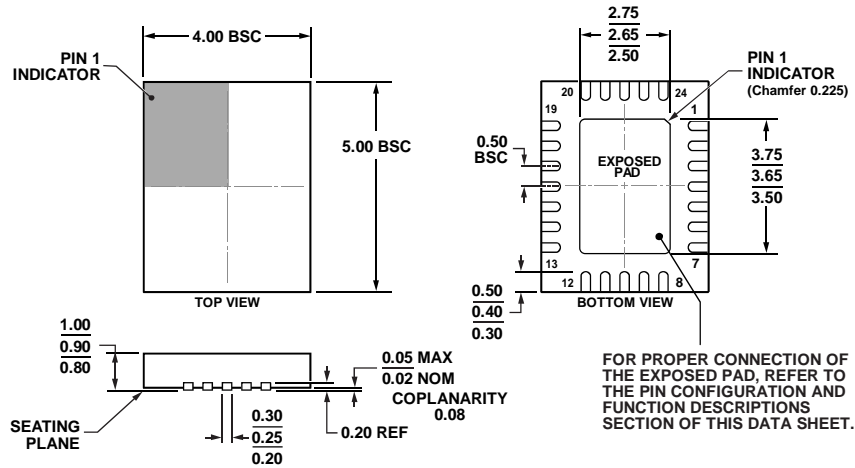 4.00 BSC
PIN 1
INDICATOR
5.00 BSC
TOP VIEW
2.75
2.65
2.50
PIN 1
INDICATOR
(Chamfer 0.225)
20
24
19
1
0.50
BSC
EXPOSED
PAD
3.75
3.65
3.50
13
7
12
8
BOTTOM VIEW
0.50
0.40
0.30
1.00
0.90
0.80
0.05 MAX
0.02 NOM
COPLANARITY
0.08
SEATING
PLANE
0.30
0.25
0.20
0.20 REF
FOR PROPER CONNECTION OF
THE EXPOSED PAD, REFER TO
THE PIN CONFIGURATION AND
FUNCTION DESCRIPTIONS
SECTION OF THIS DATA SHEET.